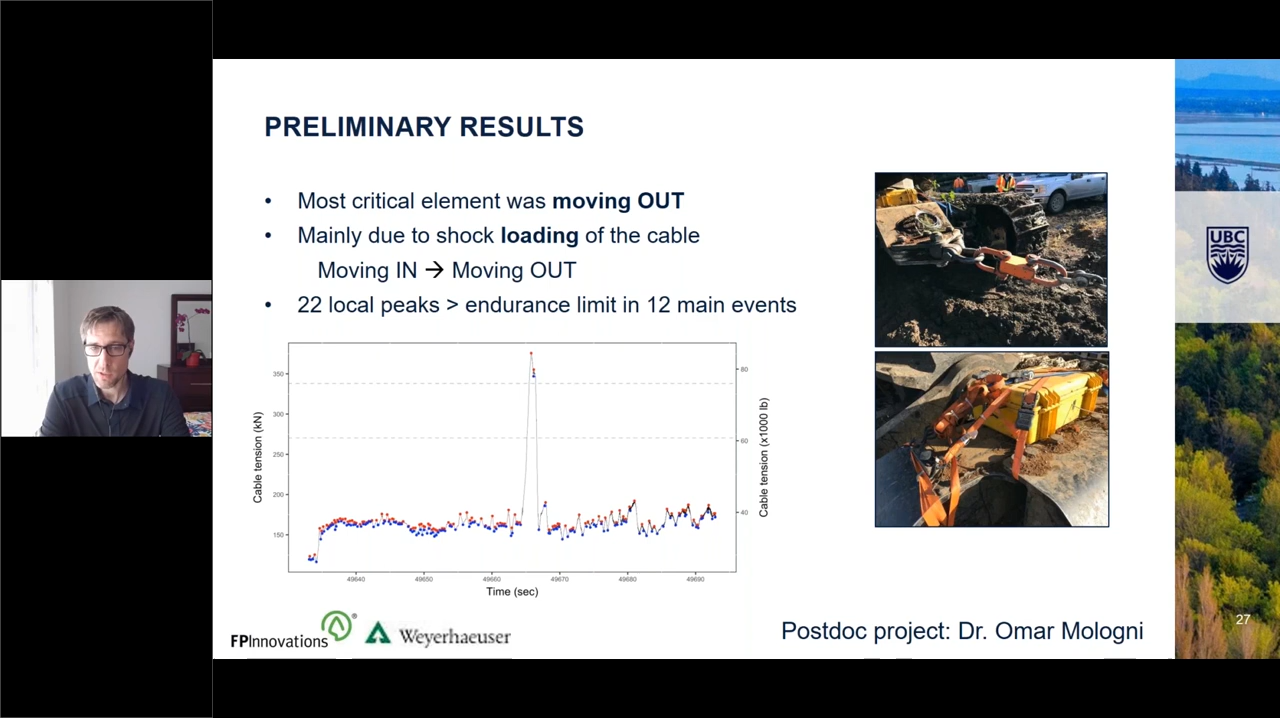 PRELIMINARY RESULTS
• Most critical element was moving OUT
• Mainly due to shock loading of the cable
Moving IN → Moving OUT
• 22 local peaks > endurance limit in 12 main events
Cable tension (kN)
350
300
250
200
150
80
60
40
Cable tension (x1000 lb)
49640 49650 49660 49670 49680 49690
Time (sec)
FPInnovations®
Weyerhaeuser
Postdoc project: Dr. Omar Mologni
UBC
27